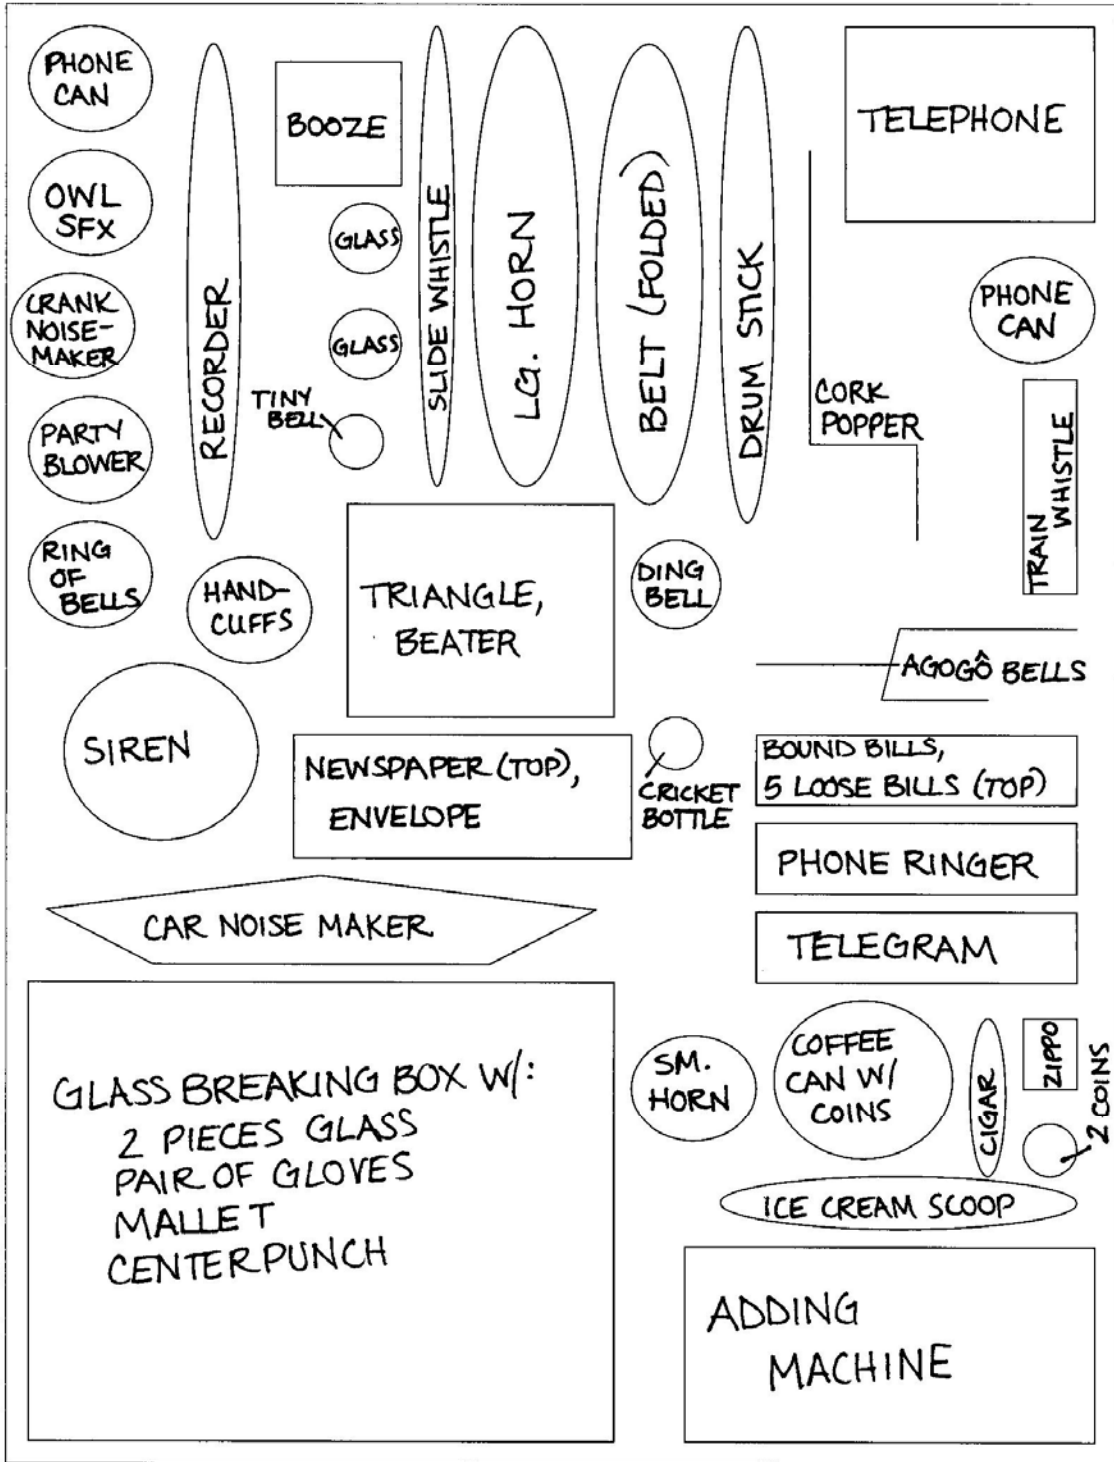 PHONE
CAN
OWL
SFX
CRANK
NOISE-
MAKER
PARTY
BLOWER
RING
OF
BELLS
RECORDER
BOOZE
GLASS
GLASS
TINY
BELL
SLIDE WHISTLE
LG. HORN
BELT (FOLDED)
DRUM STICK
TELEPHONE
PHONE
CAN
CORK
POPPER
TRAIN
WHISTLE
HAND-
CUFFS
TRIANGLE,
BEATER
DING
BELL
AGOGÔ BELLS
SIREN
NEWSPAPER (TOP),
ENVELOPE
CRICKET
BOTTLE
BOUND BILLS,
5 LOOSE BILLS (TOP)
PHONE RINGER
TELEGRAM
CAR NOISE MAKER
GLASS BREAKING BOX W/:
2 PIECES GLASS
PAIR OF GLOVES
MALLET
CENTERPUNCH
SM.
HORN
COFFEE
CAN W/
COINS
CIGAR
ZIPPO
2 COINS
ICE CREAM SCOOP
ADDING
MACHINE